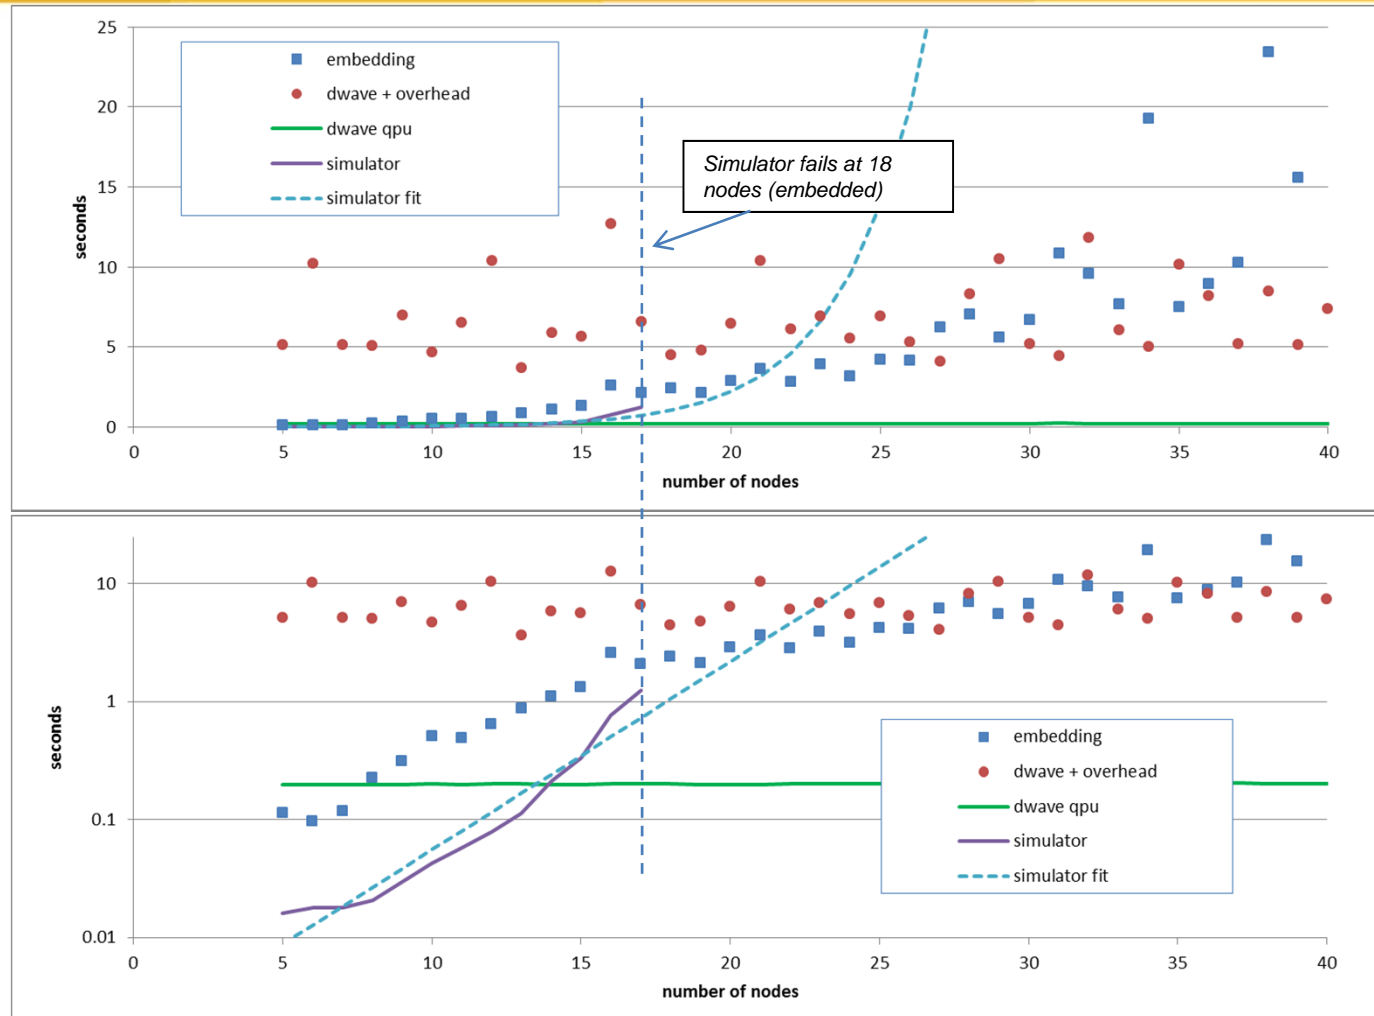 25
20
15
10
5
0
seconds
embedding
dwave + overhead
dwave qpu
simulator
simulator fit
Simulator fails at 18
nodes (embedded)
0 5 10 15 20 25 30 35 40
number of nodes
10
1
0.1
0.01
seconds
embedding
dwave + overhead
dwave qpu
simulator
simulator fit
0 5 10 15 20 25 30 35 40
number of nodes